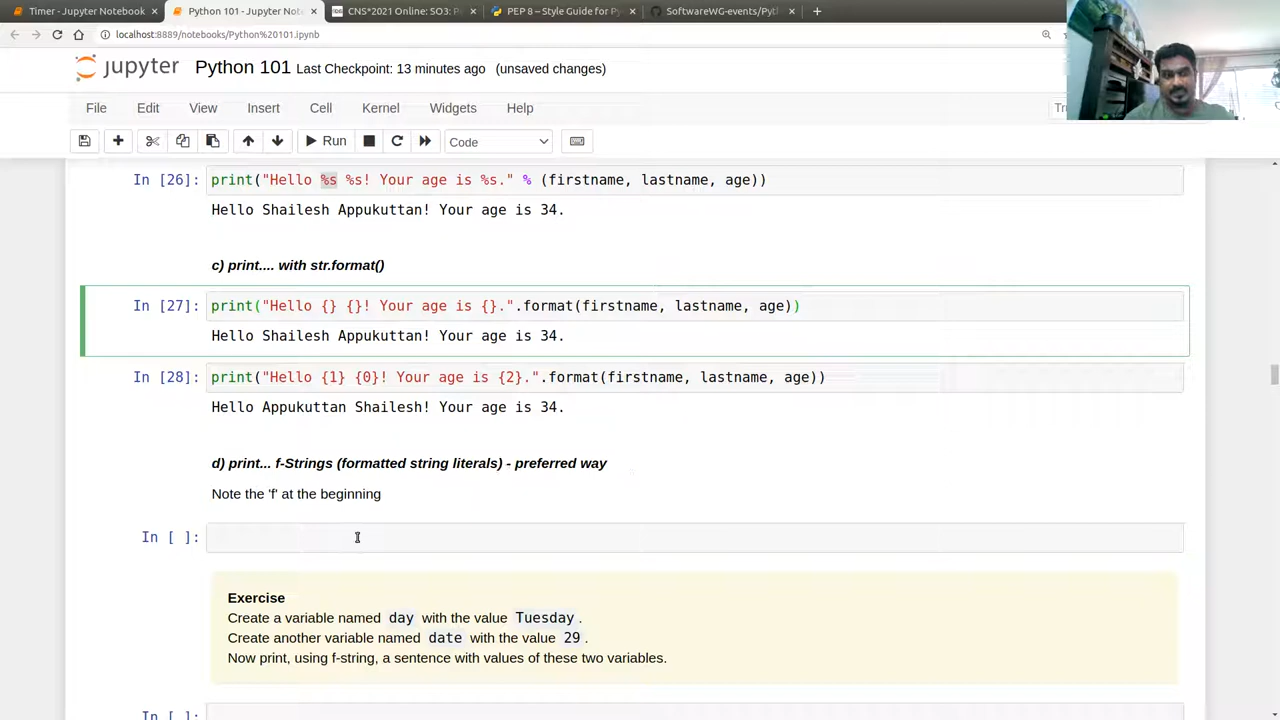 Timer - Jupyter Notebook
Python 101 - Jupyter Not
CNS*2021 Online: SO3: P
PEP 8 – Style Guide for Py
SoftwareWG-events/Pyt
localhost:8889/notebooks/Python%20101.ipynb
jupyter Python 101 Last Checkpoint: 13 minutes ago (unsaved changes)
File Edit View Insert Cell Kernel Widgets Help
Run Code
In [26]: print("Hello %s %s! Your age is %s." % (firstname, lastname, age))
Hello Shailesh Appukuttan! Your age is 34.
c) print.... with str.format()
In [27]: print("Hello {} {}! Your age is {}.".format(firstname, lastname, age))
Hello Shailesh Appukuttan! Your age is 34.
In [28]: print("Hello {1} {0}! Your age is {2}.".format(firstname, lastname, age))
Hello Appukuttan Shailesh! Your age is 34.
d) print... f-Strings (formatted string literals) - preferred way
Note the 'f' at the beginning
In [ ]:
Exercise
Create a variable named day with the value Tuesday.
Create another variable named date with the value 29.
Now print, using f-string, a sentence with values of these two variables.
In [ ]: